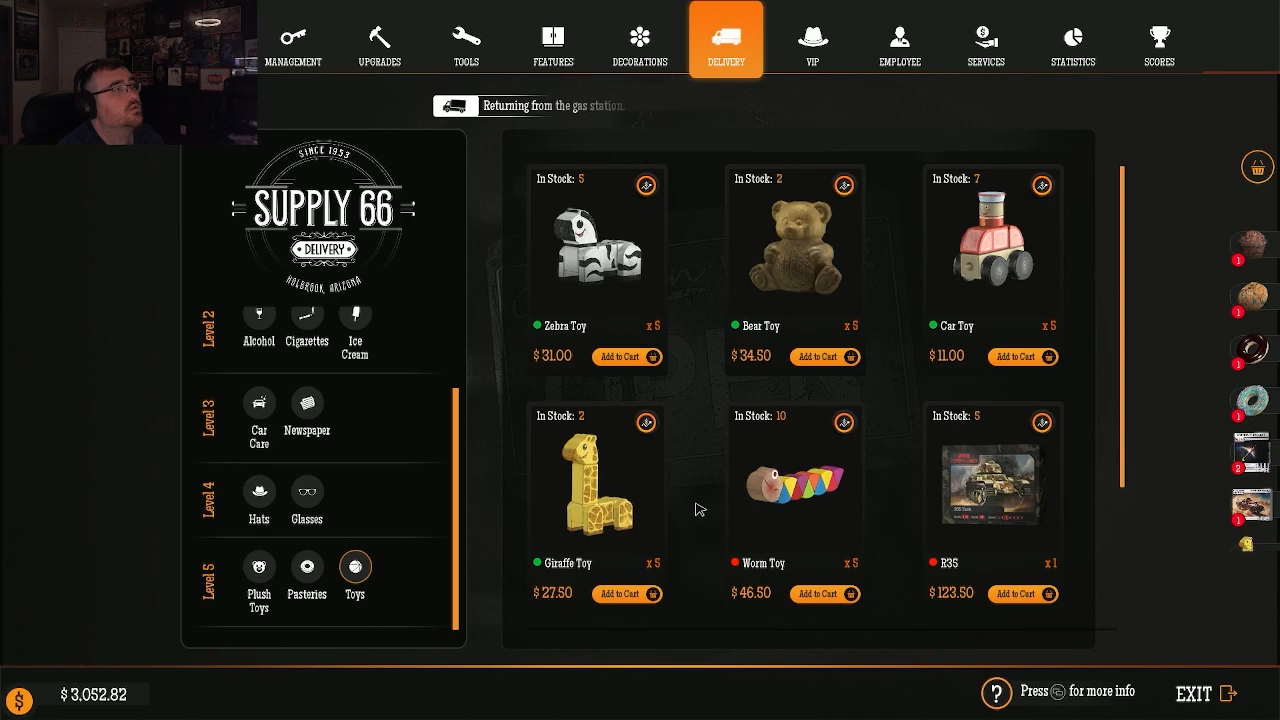 MANAGEMENT
UPGRADES
TOOLS
FEATURES
DECORATIONS
DELIVERY
VIP
EMPLOYEE
SERVICES
STATISTICS
SCORES
Returning from the gas station.
SINCE 1953
SUPPLY 66
DELIVERY
HOLBROOK, ARIZONA
Level 2
Alcohol
Cigarettes
Ice
Cream
Level 3
Car
Care
Newspaper
Level 4
Hats
Glasses
Level 5
Plush
Toys
Pasteries
Toys
In Stock: 5
Zebra Toy x 5
$ 31.00 Add to Cart
In Stock: 2
Bear Toy x 5
$ 34.50 Add to Cart
In Stock: 7
Car Toy x 5
$ 11.00 Add to Cart
In Stock: 2
Giraffe Toy x 5
$ 27.50 Add to Cart
In Stock: 10
Worm Toy x 5
$ 46.50 Add to Cart
In Stock: 5
R35 x 1
$ 123.50 Add to Cart
1
1
1
1
2
1
$ $ 3,052.82
? Press for more info
EXIT